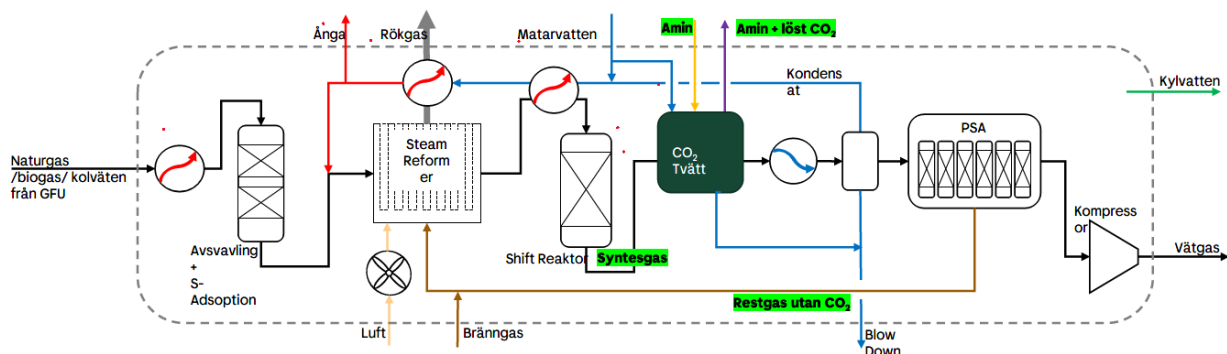 Ånga
Rökgas
Matarvatten
Amin
Amin + löst CO₂
Kondens
at
Kylvatten
Naturgas
/biogas/ kolväten
från GFU
Steam
Reform
er
CO₂
Tvätt
PSA
Kompress
or
Vätgas
Avsvavling
+
S-
Adsoption
Shift Reaktor
Syntesgas
Restgas utan CO₂
Luft
Bränngas
Blow
Down